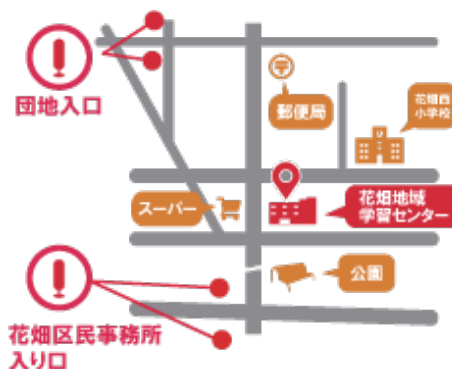 団地入口
郵便局
花畑西
小学校
スーパー
花畑地域
学習センター
公園
花畑区民事務所
入り口